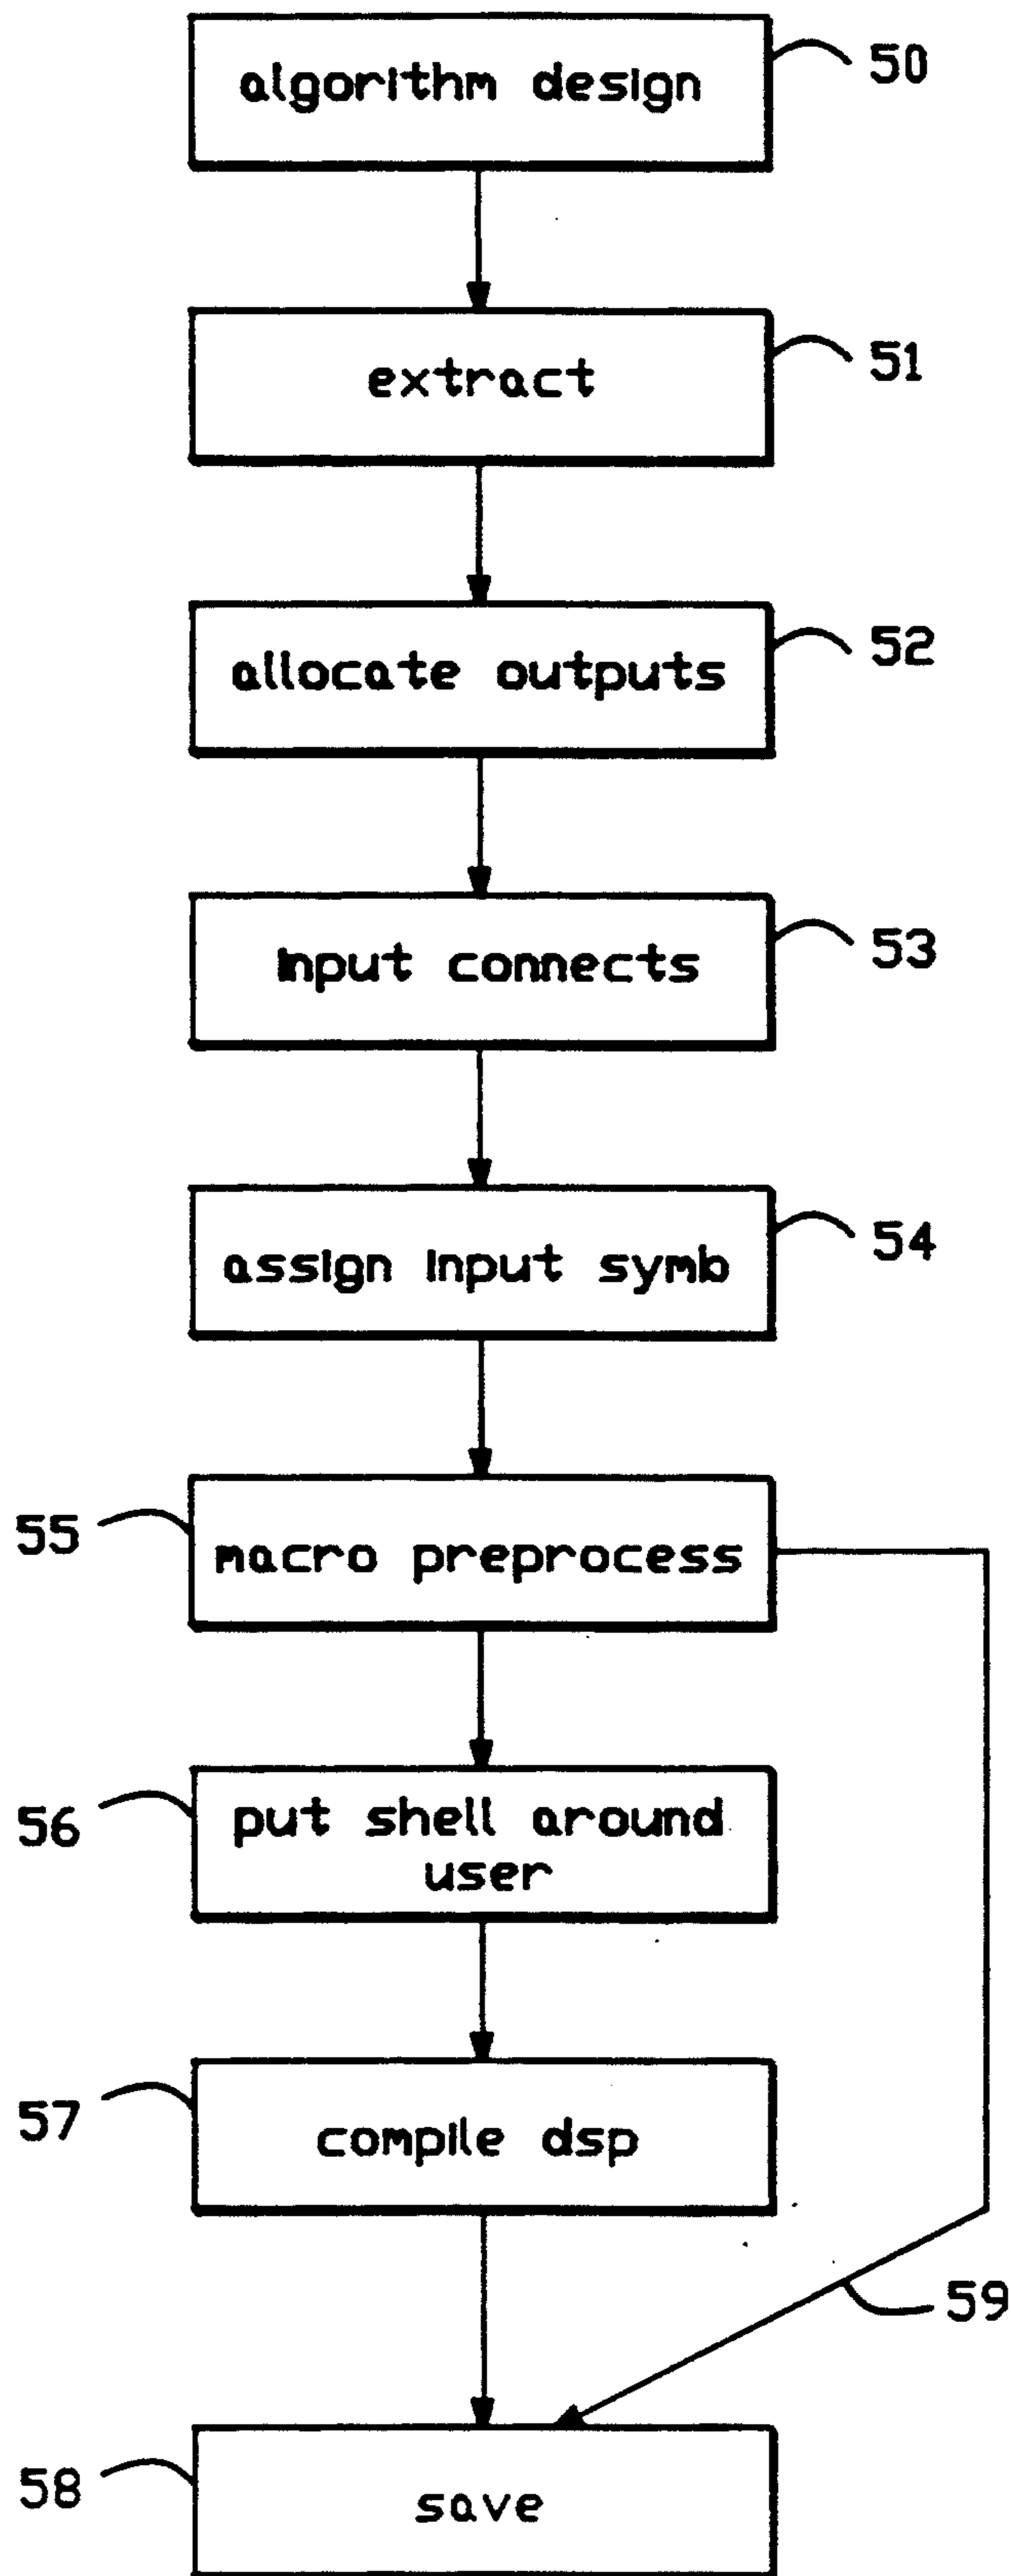 algorithm design
50
extract
51
allocate outputs
52
input connects
53
assign input symb
54
55
macro preprocess
56
put shell around
user
57
compile dsp
59
58
save